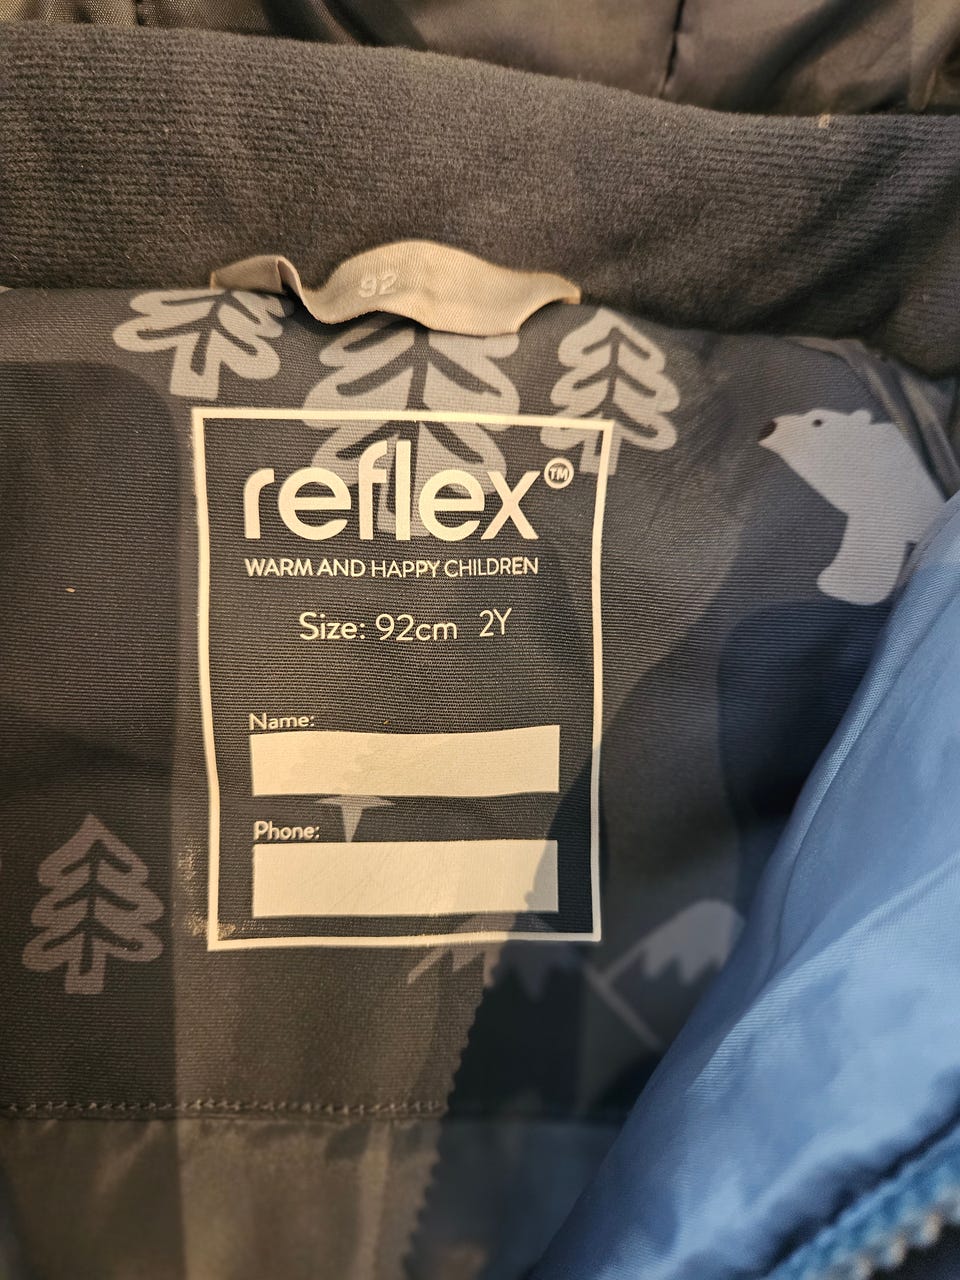 92
reflex™
WARM AND HAPPY CHILDREN
Size: 92cm 2Y
Name:
Phone: